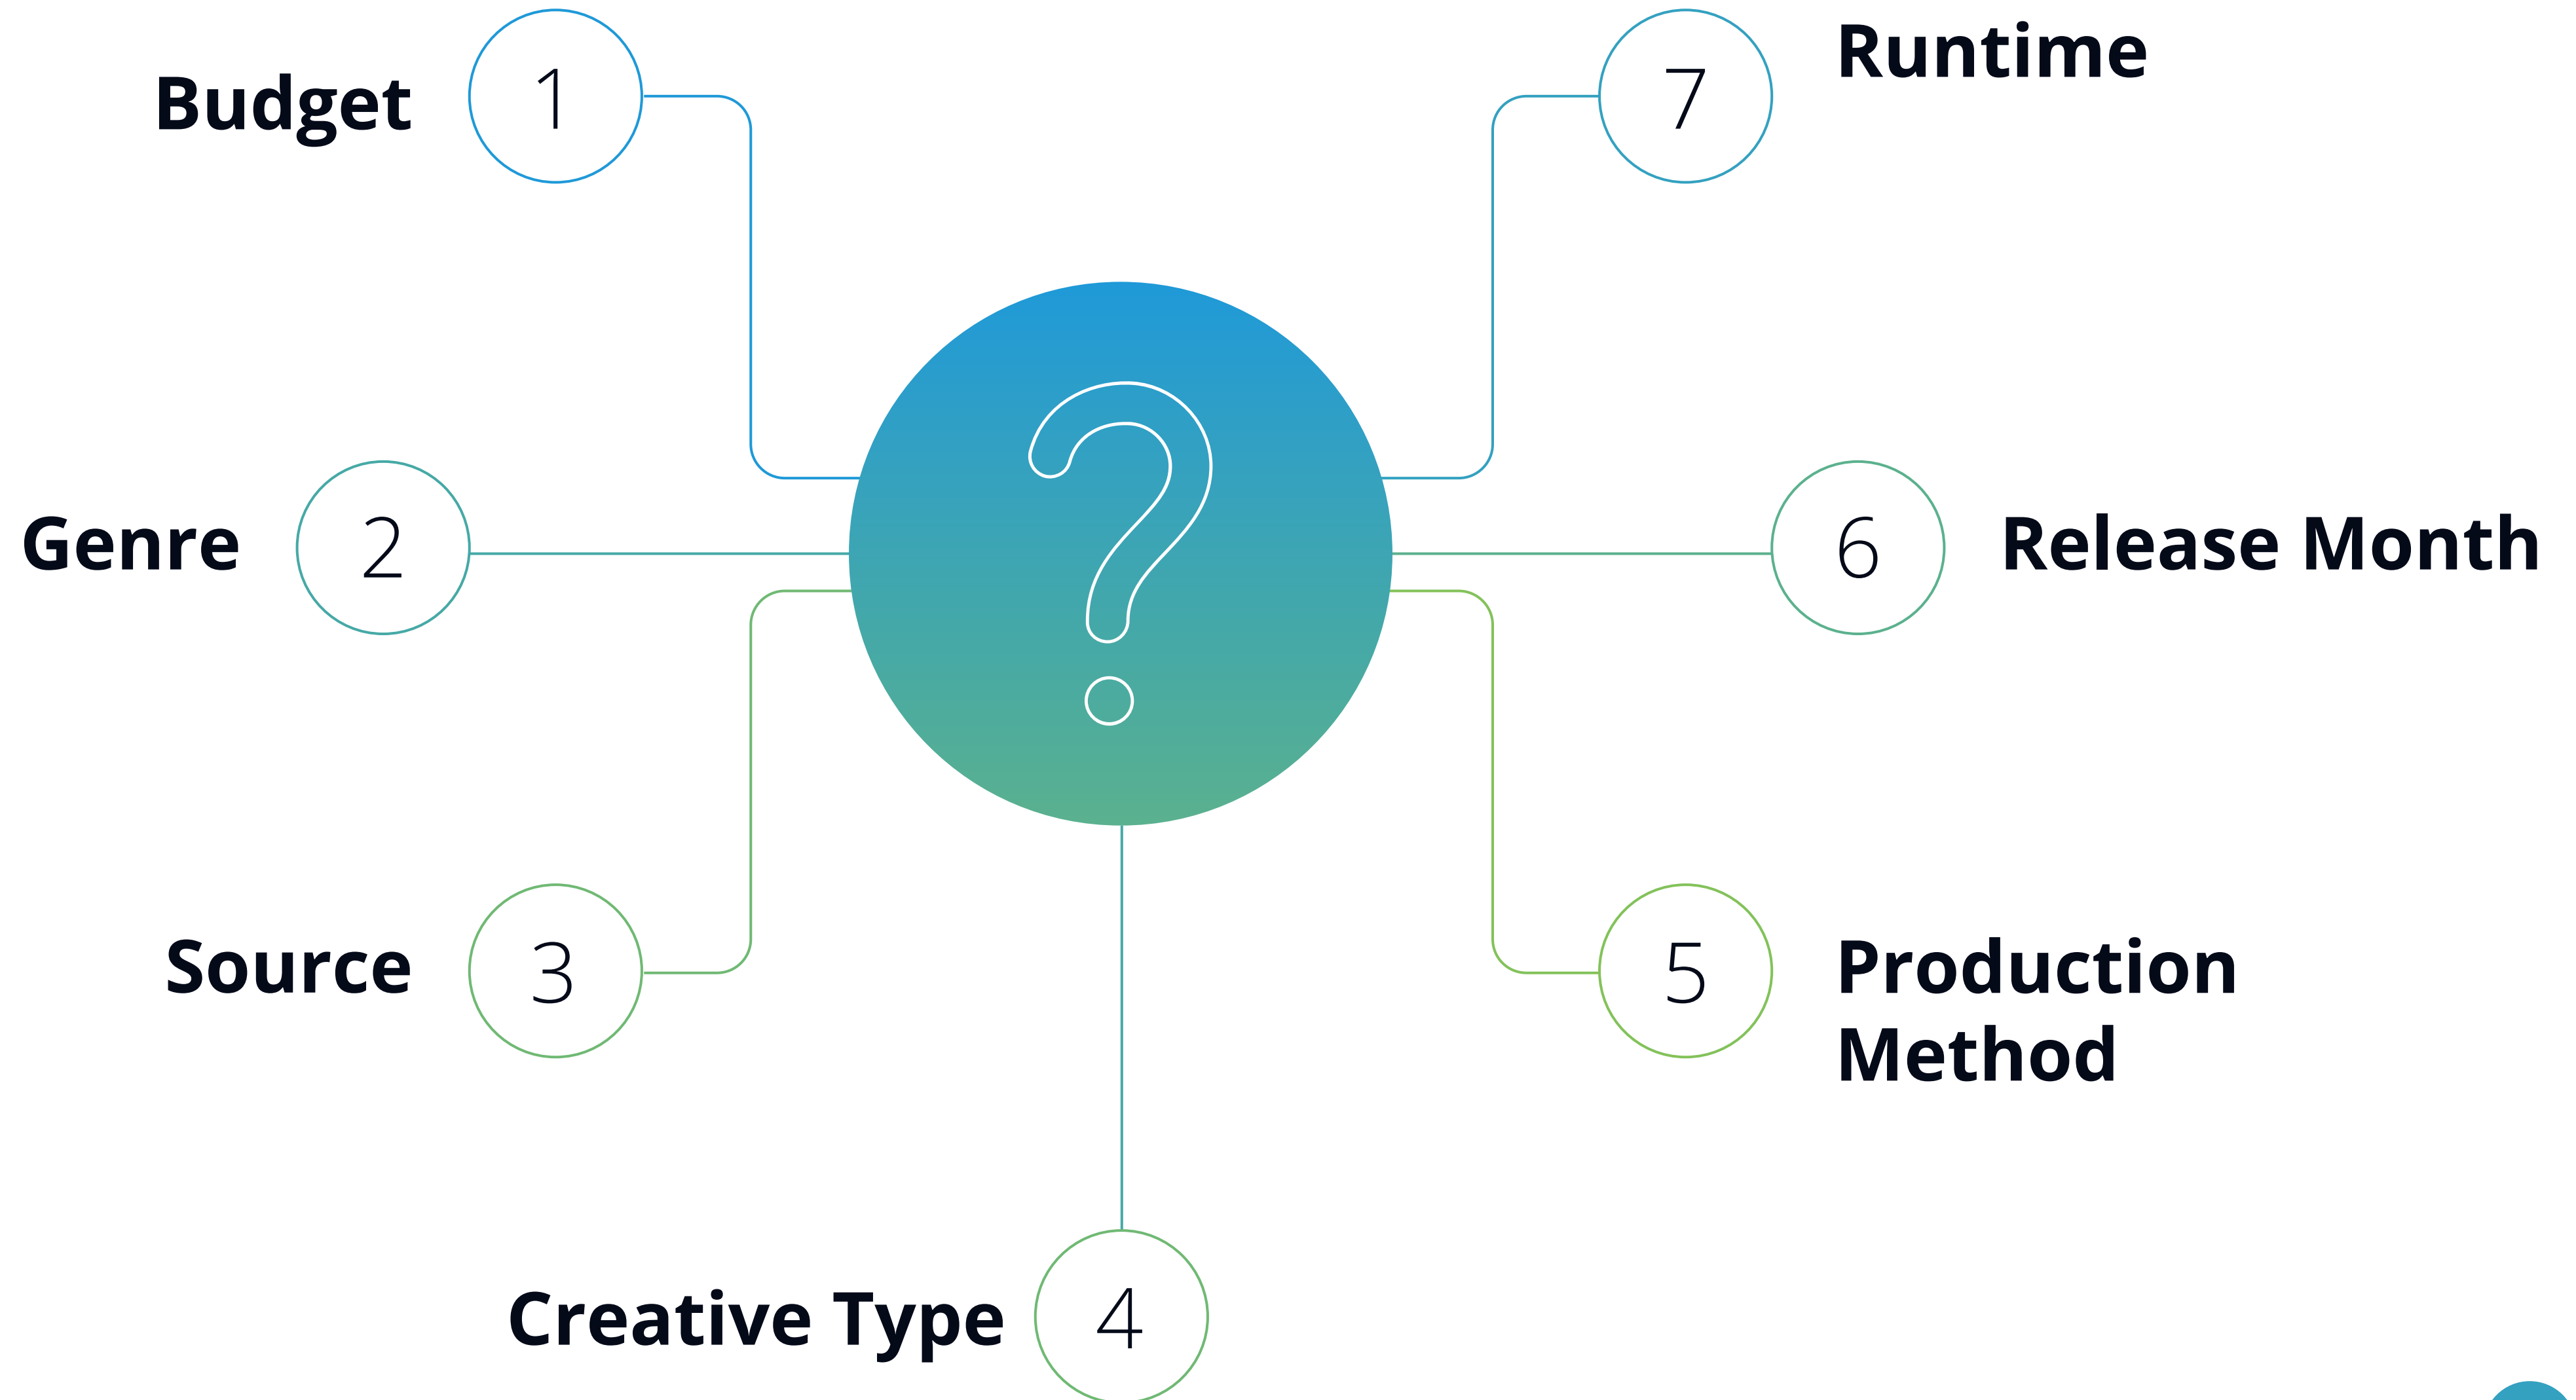 Budget
1
7
Runtime
Genre
2
6
Release Month
Source
3
5
Production
Method
Creative Type
4